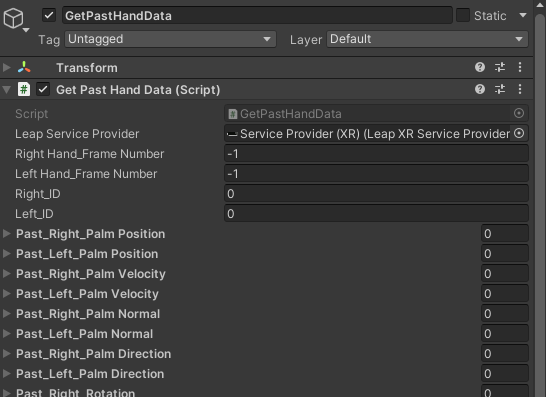 GetPastHandData Static
Tag Untagged Layer Default
Transform
# Get Past Hand Data (Script)
Script # GetPastHandData
Leap Service Provider Service Provider (XR) (Leap XR Service Provider
Right Hand_Frame Number -1
Left Hand_Frame Number -1
Right_ID 0
Left_ID 0
Past_Right_Palm Position 0
Past_Left_Palm Position 0
Past_Right_Palm Velocity 0
Past_Left_Palm Velocity 0
Past_Right_Palm Normal 0
Past_Left_Palm Normal 0
Past_Right_Palm Direction 0
Past_Left_Palm Direction 0
Past_Right_Rotation 0